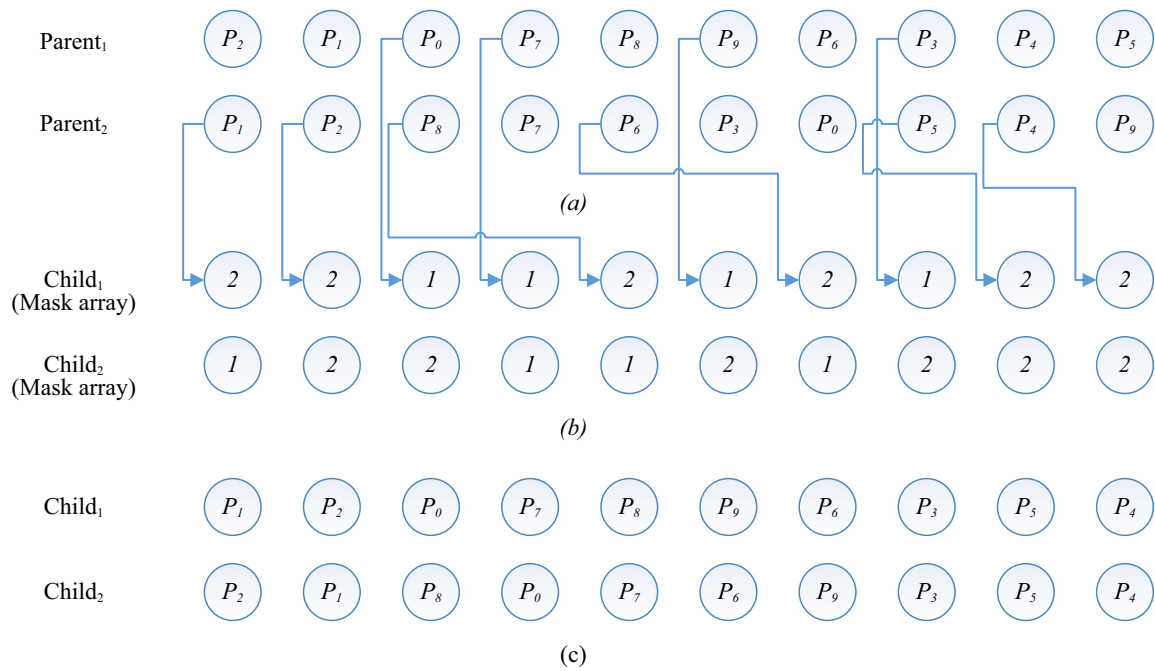 Parent₁ P₂ P₁ P₀ P₇ P₈ P₉ P₆ P₃ P₄ P₅
Parent₂ P₁ P₂ P₈ P₇ P₆ P₃ P₀ P₅ P₄ P₉
(a)
Child₁ 2 2 1 1 2 1 2 1 2 2
(Mask array)
Child₂ 1 2 2 1 1 2 1 2 2 2
(Mask array)
(b)
Child₁ P₁ P₂ P₀ P₇ P₈ P₉ P₆ P₃ P₅ P₄
Child₂ P₂ P₁ P₈ P₀ P₇ P₆ P₉ P₃ P₅ P₄
(c)